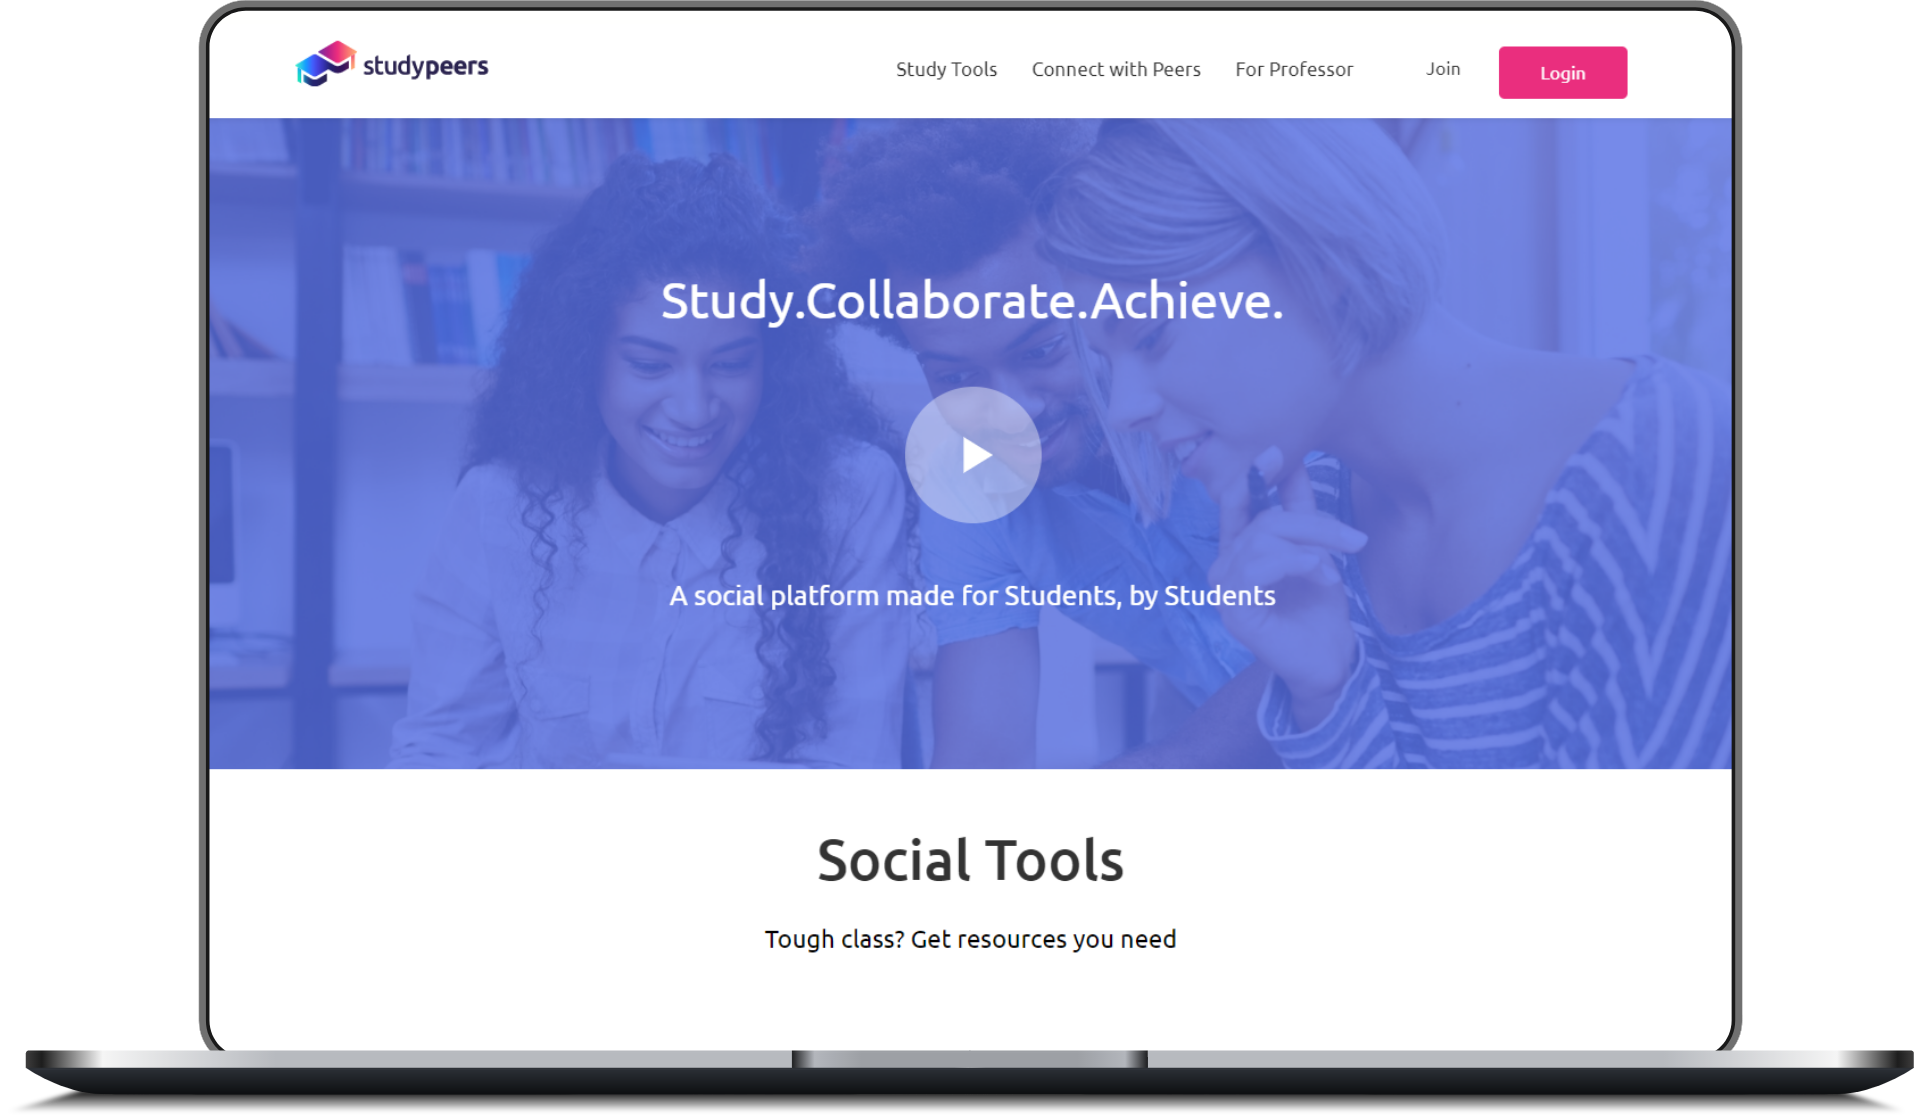 studypeers
Study Tools Connect with Peers For Professor Join Login
Study.Collaborate.Achieve.
A social platform made for Students, by Students
Social Tools
Tough class? Get resources you need